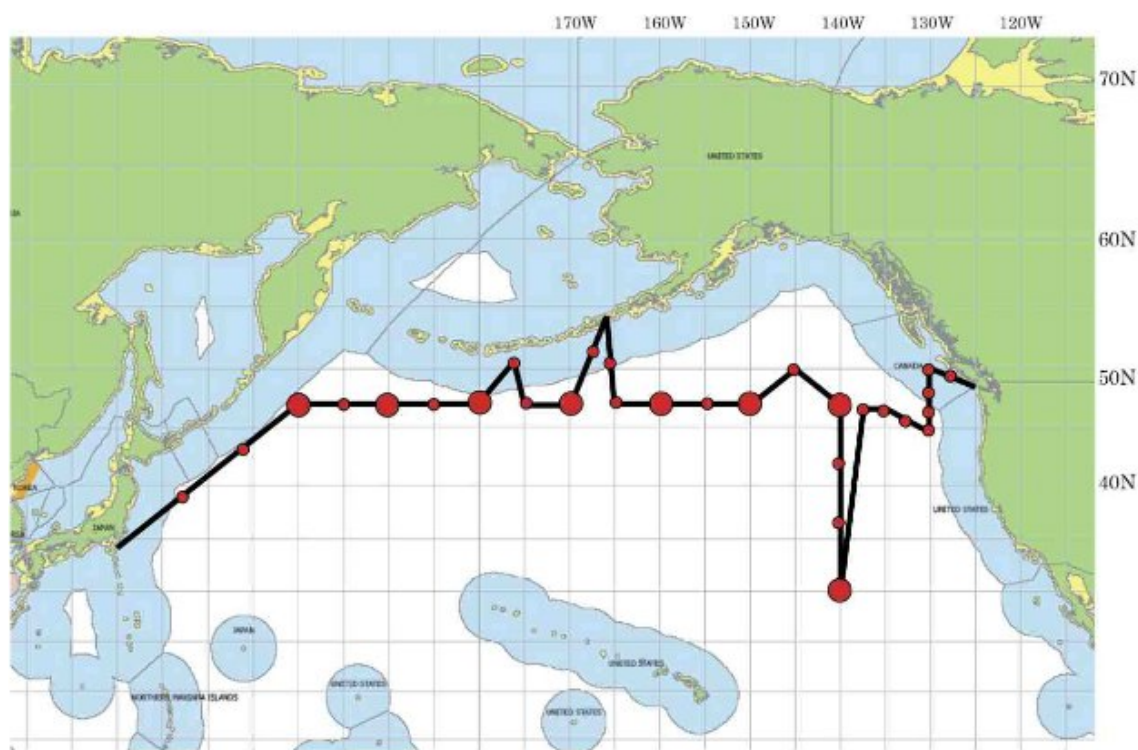 170W 160W 150W 140W 130W 120W
70N
UNITED STATES
60N
CANADA
50N
40N
KOREA
JAPAN
UNITED STATES
JAPAN
UNITED STATES
NORTHERN MARIANA ISLANDS
UNITED STATES
UNITED STATES